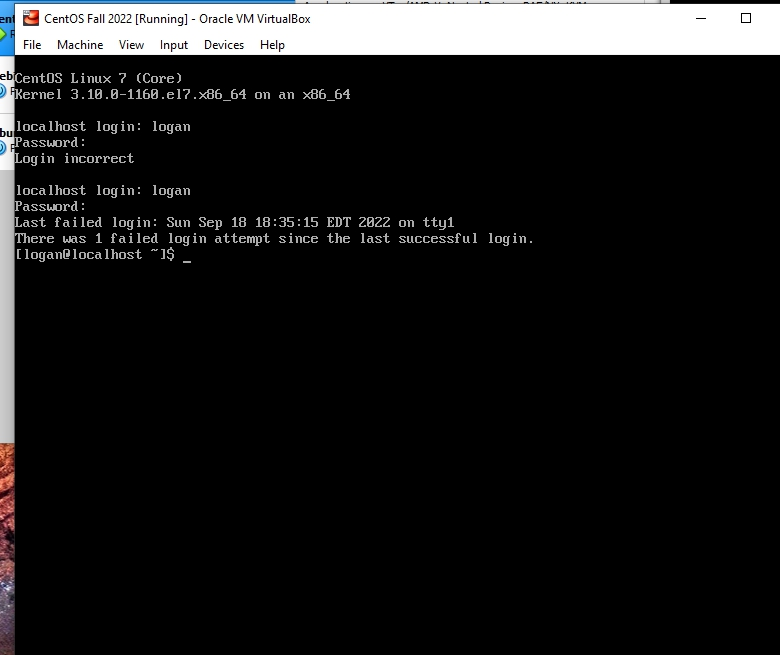 CentOS Fall 2022 [Running] - Oracle VM VirtualBox
File Machine View Input Devices Help
CentOS Linux 7 (Core)
Kernel 3.10.0-1160.el7.x86_64 on an x86_64
localhost login: logan
Password:
Login incorrect
localhost login: logan
Password:
Last failed login: Sun Sep 18 18:35:15 EDT 2022 on tty1
There was 1 failed login attempt since the last successful login.
[logan@localhost ~]$ _